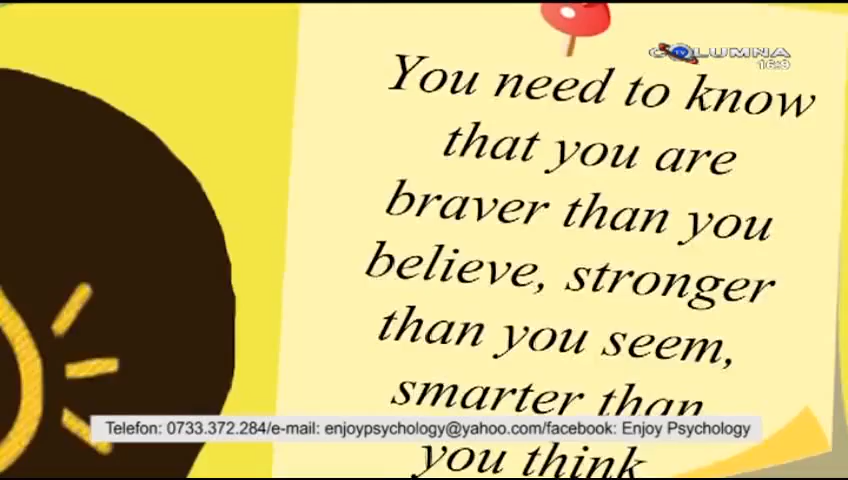 COLUMNA
TV
16:9
You need to know
that you are
braver than you
believe, stronger
than you seem,
smarter than
you think
Telefon: 0733.372.284/e-mail: enjoypsychology@yahoo.com/facebook: Enjoy Psychology